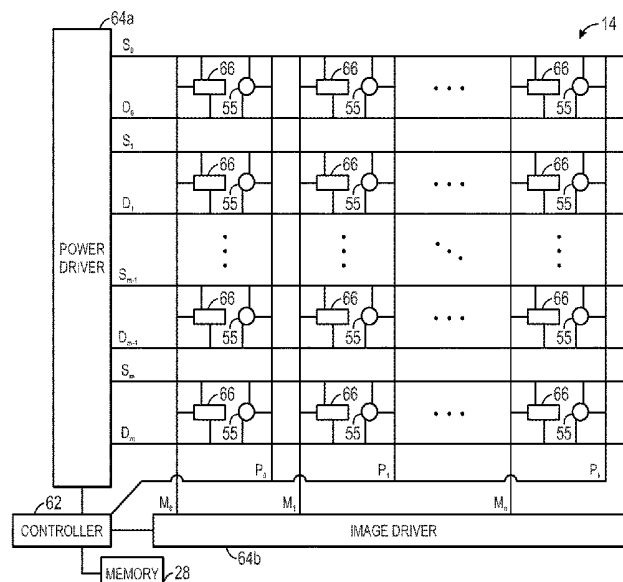 64a
14
S₀
66 66 66
55 55 55
D₀
S₁
66 66 66
D₁
55 55 55
POWER
DRIVER
Sₘ₋₁
66 66 66
Dₘ₋₁
55 55 55
Sₘ
66 66 66
55 55 55
Dₘ
62
P₀ P₁ Pₖ
M₀ M₁ Mₙ
CONTROLLER
IMAGE DRIVER
64b
MEMORY
28